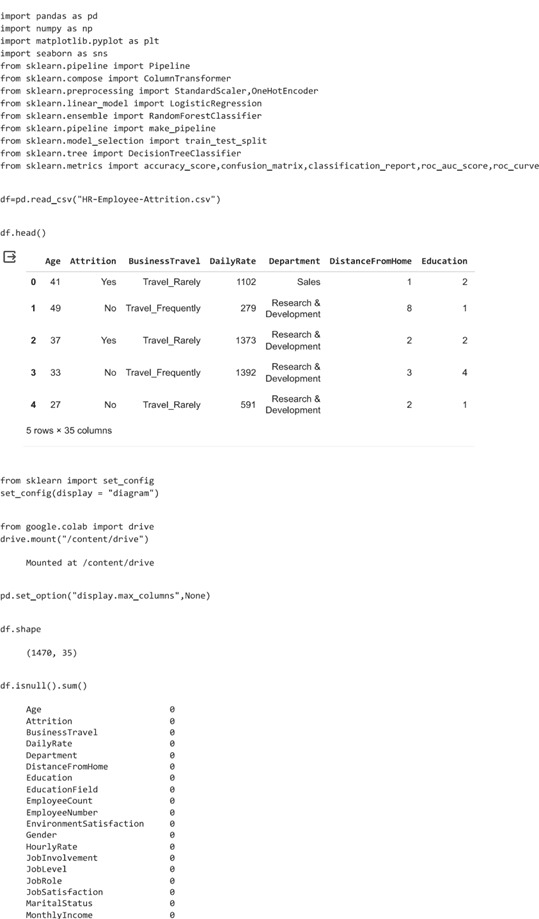 import pandas as pd
import numpy as np
import matplotlib.pyplot as plt
import seaborn as sns
from sklearn.pipeline import Pipeline
from sklearn.compose import ColumnTransformer
from sklearn.preprocessing import StandardScaler,OneHotEncoder
from sklearn.linear_model import LogisticRegression
from sklearn.ensemble import RandomForestClassifier
from sklearn.pipeline import make_pipeline
from sklearn.model_selection import train_test_split
from sklearn.tree import DecisionTreeClassifier
from sklearn.metrics import accuracy_score,confusion_matrix,classification_report,roc_auc_score,roc_curve
df=pd.read_csv("HR-Employee-Attrition.csv")
df.head()
Age Attrition BusinessTravel DailyRate Department DistanceFromHome Education
0 41 Yes Travel_Rarely 1102 Sales 1 2
1 49 No Travel_Frequently 279 Research & Development 8 1
2 37 Yes Travel_Rarely 1373 Research & Development 2 2
3 33 No Travel_Frequently 1392 Research & Development 3 4
4 27 No Travel_Rarely 591 Research & Development 2 1
5 rows × 35 columns
from sklearn import set_config
set_config(display = "diagram")
from google.colab import drive
drive.mount("/content/drive")
Mounted at /content/drive
pd.set_option("display.max_columns",None)
df.shape
(1470, 35)
df.isnull().sum()
Age 0
Attrition 0
BusinessTravel 0
DailyRate 0
Department 0
DistanceFromHome 0
Education 0
EducationField 0
EmployeeCount 0
EmployeeNumber 0
EnvironmentSatisfaction 0
Gender 0
HourlyRate 0
JobInvolvement 0
JobLevel 0
JobRole 0
JobSatisfaction 0
MaritalStatus 0
MonthlyIncome 0